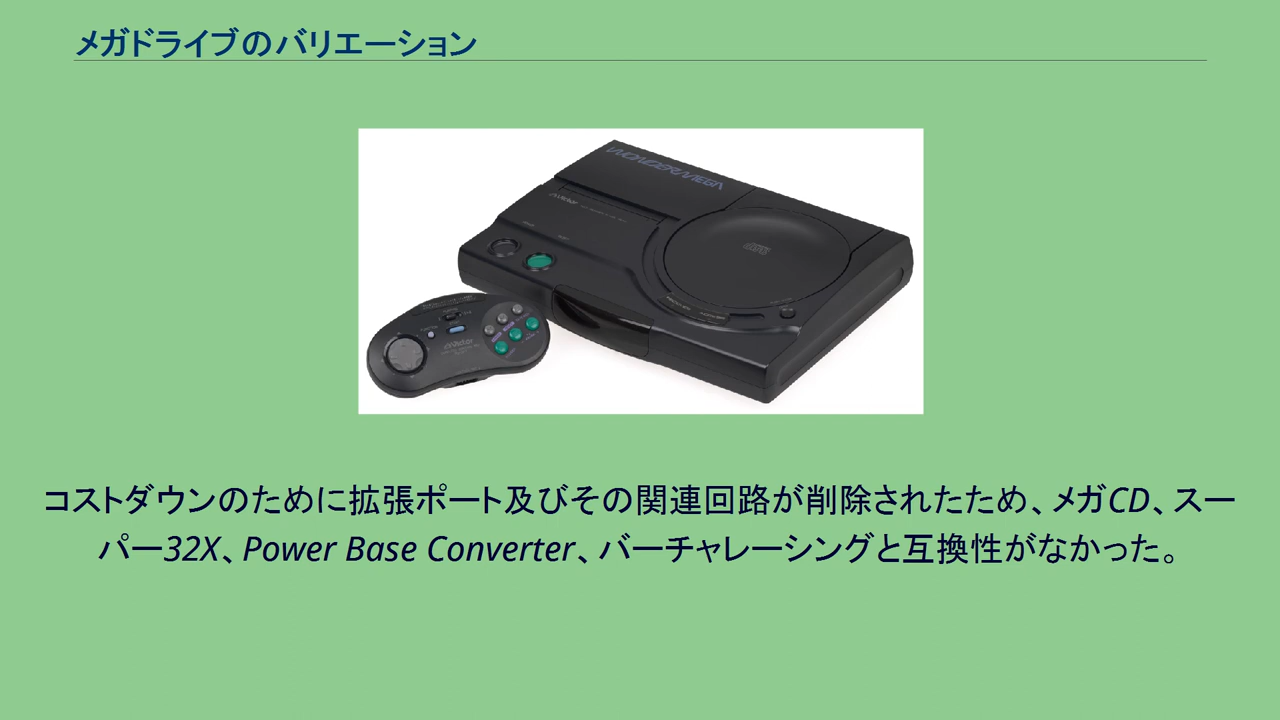 メガドライブのバリエーション
WONDERMEGA
Victor
Victor
コストダウンのために拡張ポート及びその関連回路が削除されたため、メガCD、スー
パー32X、Power Base Converter、バーチャレーシングと互換性がなかった。